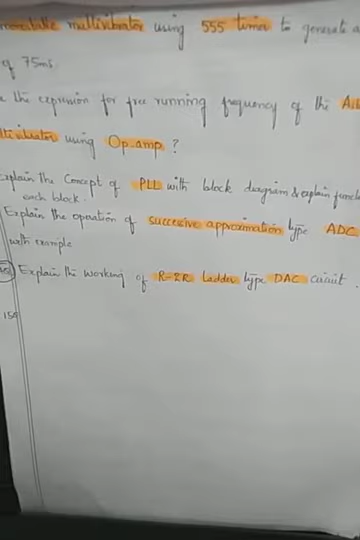 monostable multivibrator using 555 timer to generate a
of 75ms.
the expression for free running frequency of the
using Op-amp ?
Explain the Concept of PLL with block diagram & explain
each block.
Explain the operation of successive approximation type ADC
with example
Explain the working of R-2R Ladder type DAC circuit.
15